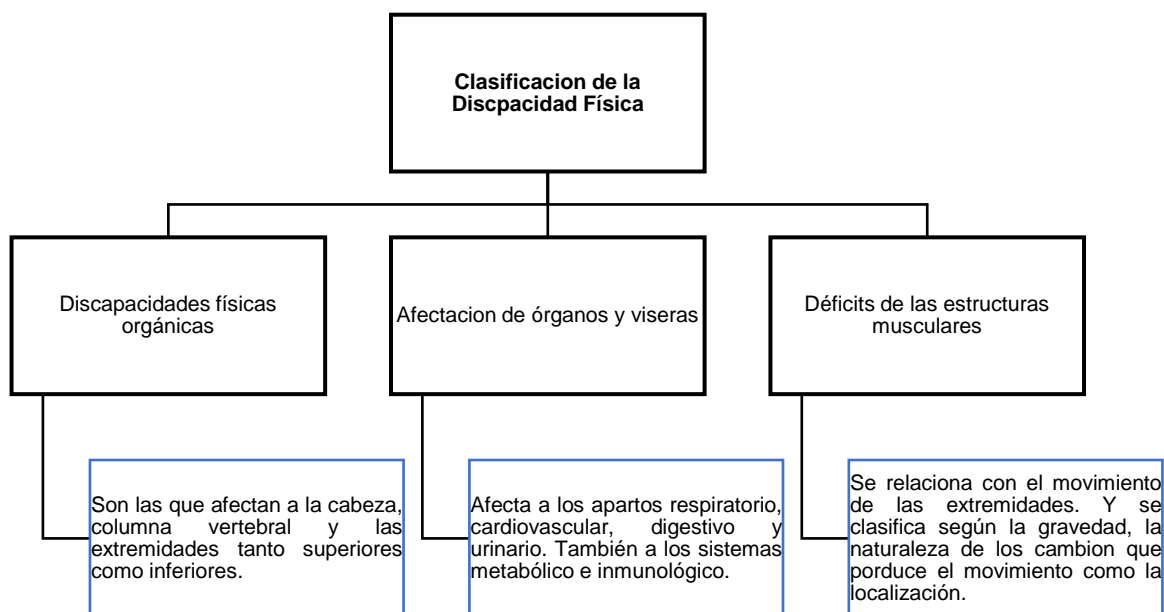 Clasificacion de la
Discpacidad Física
Discapacidades físicas
orgánicas
Afectacion de órganos y viseras
Déficits de las estructuras
musculares
Son las que afectan a la cabeza,
columna vertebral y las
extremidades tanto superiores
como inferiores.
Afecta a los apartos respiratorio,
cardiovascular, digestivo y
urinario. También a los sistemas
metabólico e inmunológico.
Se relaciona con el movimiento
de las extremidades. Y se
clasifica según la gravedad, la
naturaleza de los cambion que
porduce el movimiento como la
localización.